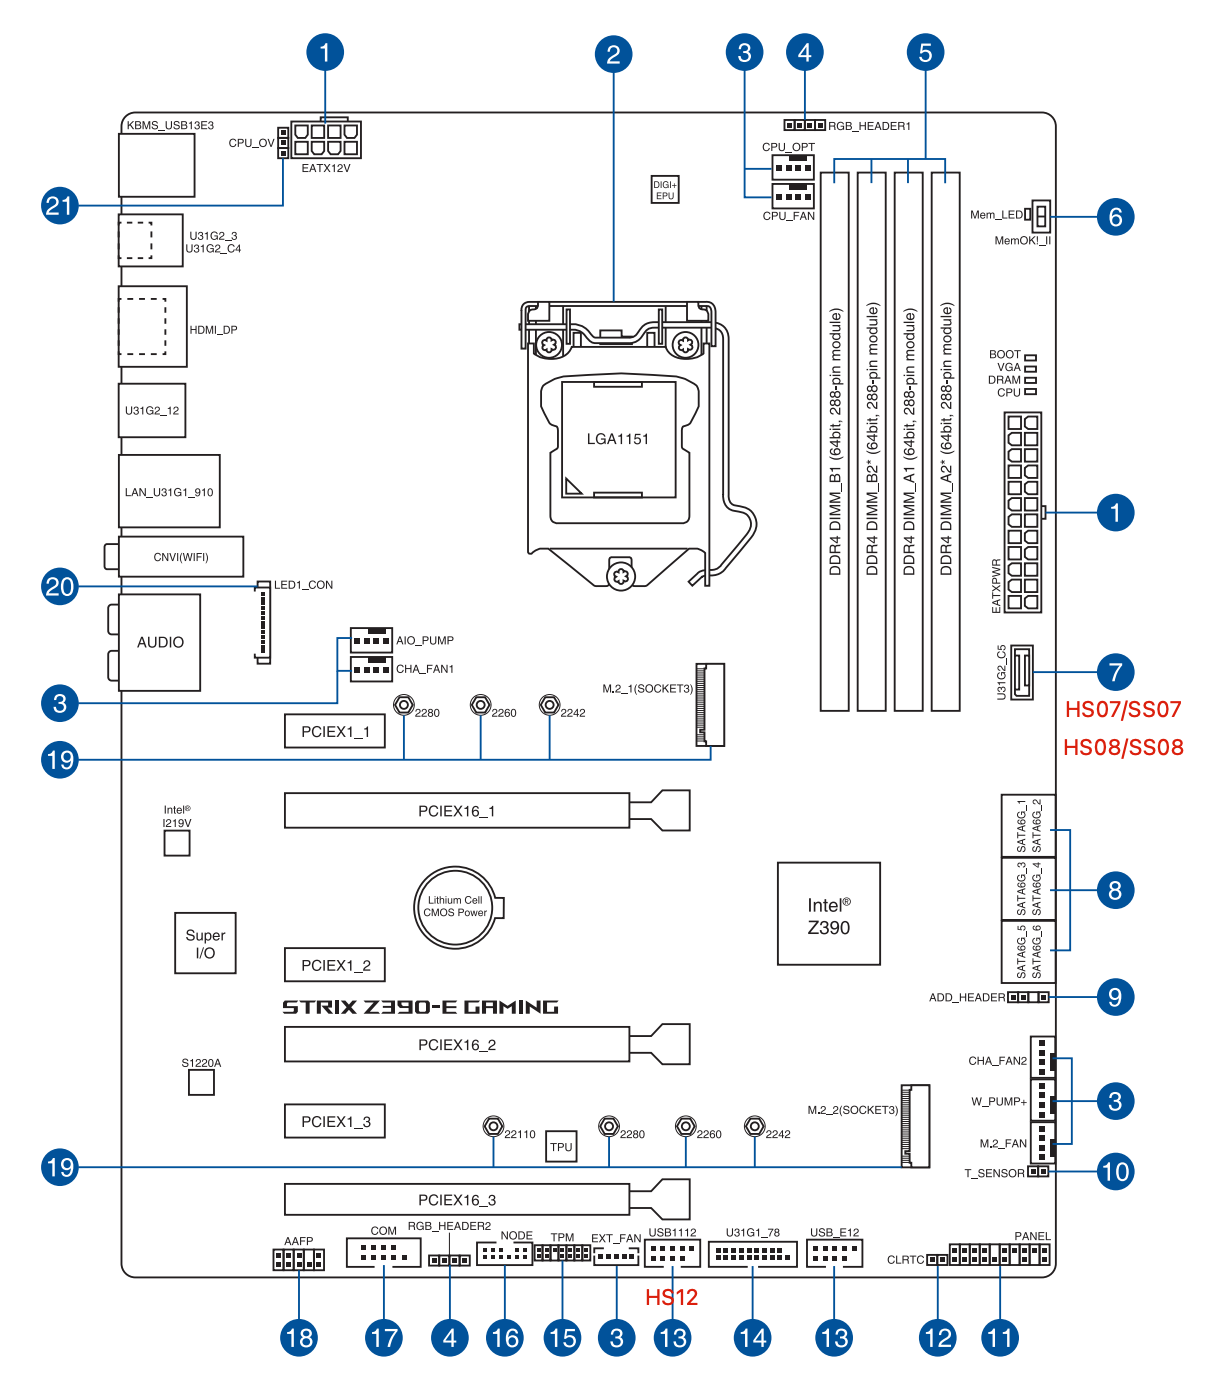 1
2
3
4
5
KBMS_USB13E3
CPU_OV
EATX12V
RGB_HEADER1
CPU_OPT
CPU_FAN
DIGI+
EPU
21
Mem_LED
MemOK!_II
6
U31G2_3
U31G2_C4
HDMI_DP
BOOT
VGA
DRAM
CPU
U31G2_12
LGA1151
DDR4 DIMM_B1 (64bit, 288-pin module)
DDR4 DIMM_B2* (64bit, 288-pin module)
DDR4 DIMM_A1 (64bit, 288-pin module)
DDR4 DIMM_A2* (64bit, 288-pin module)
LAN_U31G1_910
EATXPWR
1
CNVI(WIFI)
20
LED1_CON
AUDIO
AIO_PUMP
CHA_FAN1
3
U31G2_C5
7
HS07/SS07
HS08/SS08
M.2_1(SOCKET3)
2280
2260
2242
PCIEX1_1
19
PCIEX16_1
Intel®
I219V
SATA6G_1
SATA6G_2
SATA6G_3
SATA6G_4
SATA6G_5
SATA6G_6
8
Lithium Cell
CMOS Power
Intel®
Z390
Super
I/O
PCIEX1_2
ADD_HEADER
9
STRIX Z390-E GAMING
PCIEX16_2
S1220A
CHA_FAN2
W_PUMP+
M.2_FAN
3
M.2_2(SOCKET3)
PCIEX1_3
22110
TPU
2280
2260
2242
19
T_SENSOR
10
PCIEX16_3
AAFP
COM
RGB_HEADER2
NODE
TPM
EXT_FAN
USB1112
U31G1_78
USB_E12
CLRTC
PANEL
HS12
18
17
4
16
15
3
13
14
13
12
11